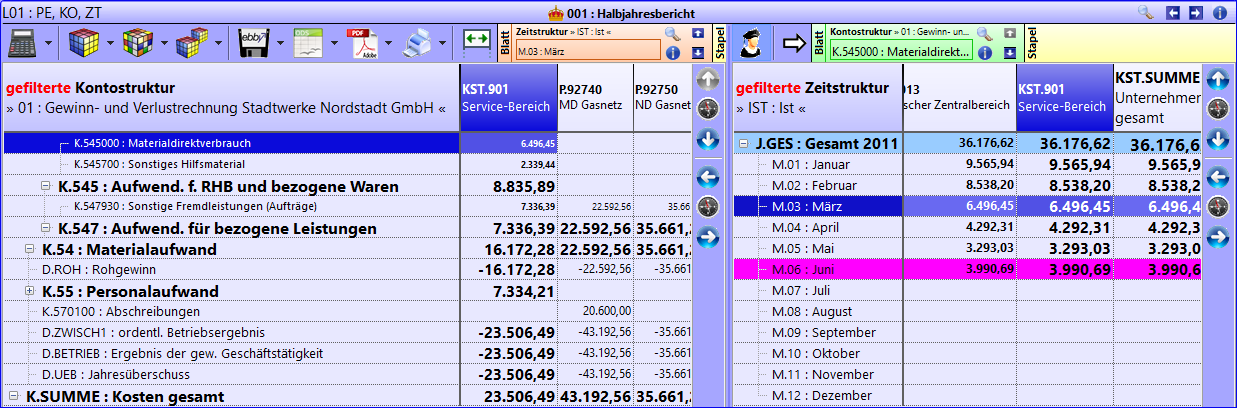 L01 : PE, KO, ZT
001 : Halbjahresbericht
ebby7
ODS
PDF
Adobe
Blatt
Zeitstruktur » IST : Ist «
M.03 : März
Stapel
Blatt
Kontostruktur » 01 : Gewinn- un...
K.545000 : Materialdirekt...
Stapel
gefilterte Kontostruktur
» 01 : Gewinn- und Verlustrechnung Stadtwerke Nordstadt GmbH «
KST.901
Service-Bereich
P.92740
MD Gasnetz
P.92750
ND Gasnetz
K.545000 : Materialdirektverbrauch 6.496,45
K.545700 : Sonstiges Hilfsmaterial 2.339,44
K.545 : Aufwend. f. RHB und bezogene Waren 8.835,89
K.547930 : Sonstige Fremdleistungen (Aufträge) 7.336,39 22.592,56 35.66
K.547 : Aufwend. für bezogene Leistungen 7.336,39 22.592,56 35.661,
K.54 : Materialaufwand 16.172,28 22.592,56 35.661,
D.ROH : Rohgewinn -16.172,28 -22.592,56 -35.661
K.55 : Personalaufwand 7.334,21
K.570100 : Abschreibungen 20.600,00
D.ZWISCH1 : ordentl. Betriebsergebnis -23.506,49 -43.192,56 -35.661
D.BETRIEB : Ergebnis der gew. Geschäftstätigkeit -23.506,49 -43.192,56 -35.661
D.UEB : Jahresüberschuss -23.506,49 -43.192,56 -35.661
K.SUMME : Kosten gesamt 23.506,49 43.192,56 35.661,
gefilterte Zeitstruktur
» IST : Ist «
013
scher Zentralbereich
KST.901
Service-Bereich
KST.SUMME
Unternehmen
gesamt
J.GES : Gesamt 2011 36.176,62 36.176,62 36.176,6
M.01 : Januar 9.565,94 9.565,94 9.565,9
M.02 : Februar 8.538,20 8.538,20 8.538,2
M.03 : März 6.496,45 6.496,45 6.496,4
M.04 : April 4.292,31 4.292,31 4.292,3
M.05 : Mai 3.293,03 3.293,03 3.293,0
M.06 : Juni 3.990,69 3.990,69 3.990,6
M.07 : Juli
M.08 : August
M.09 : September
M.10 : Oktober
M.11 : November
M.12 : Dezember